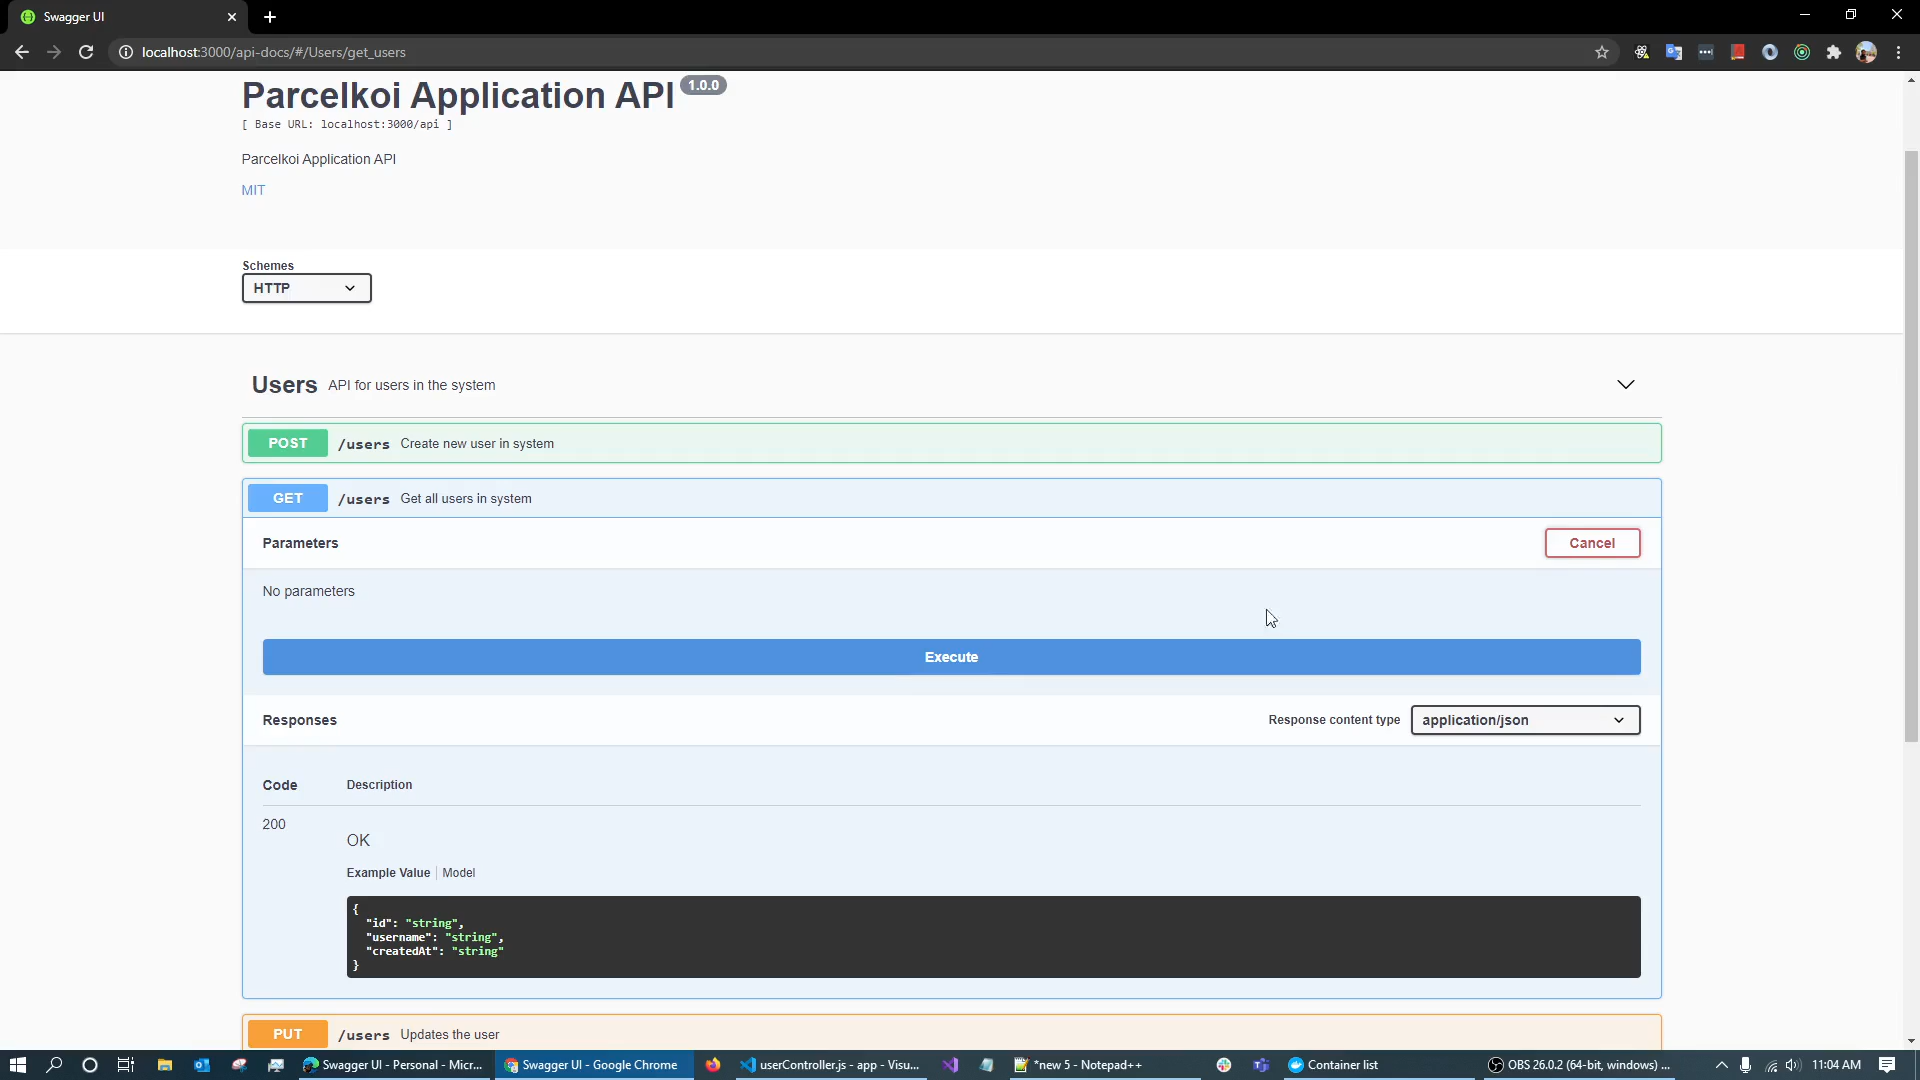 Swagger UI
localhost:3000/api-docs/#/Users/get_users
Parcelkoi Application API 1.0.0
[ Base URL: localhost:3000/api ]
Parcelkoi Application API
MIT
Schemes
HTTP
Users API for users in the system
POST /users Create new user in system
GET /users Get all users in system
Parameters Cancel
No parameters
Execute
Responses Response content type application/json
Code Description
200
OK
Example Value Model
{
"id": "string",
"username": "string",
"createdAt": "string"
}
PUT /users Updates the user
Swagger UI - Personal - Micr... Swagger UI - Google Chrome userController.js - app - Visu... *new 5 - Notepad++ Container list OBS 26.0.2 (64-bit, windows) ... 11:04 AM